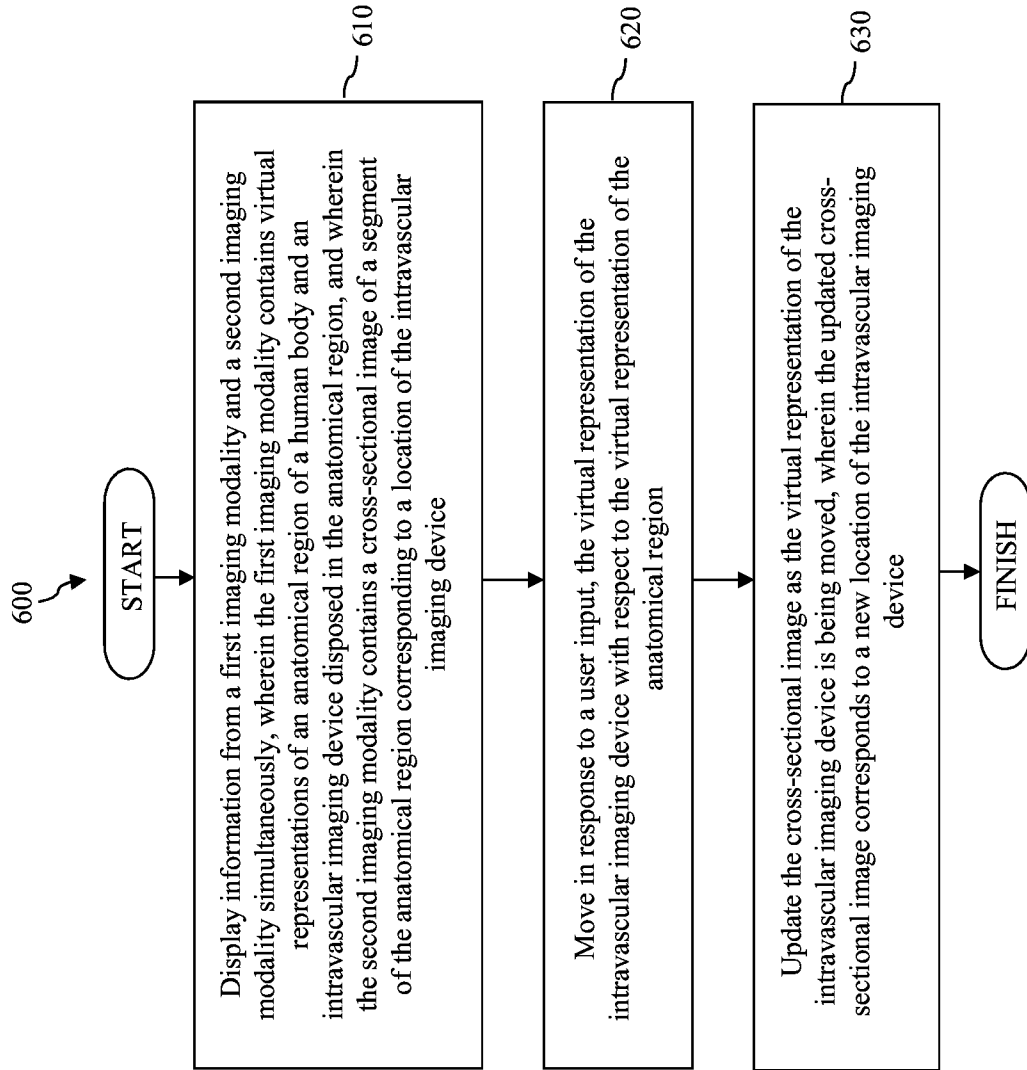 600
START
Display information from a first imaging modality and a second imaging
modality simultaneously, wherein the first imaging modality contains virtual
representations of an anatomical region of a human body and an
intravascular imaging device disposed in the anatomical region, and wherein
the second imaging modality contains a cross-sectional image of a segment
of the anatomical region corresponding to a location of the intravascular
imaging device
610
Move in response to a user input, the virtual representation of the
intravascular imaging device with respect to the virtual representation of the
anatomical region
620
Update the cross-sectional image as the virtual representation of the
intravascular imaging device is being moved, wherein the updated cross-
sectional image corresponds to a new location of the intravascular imaging
device
630
FINISH